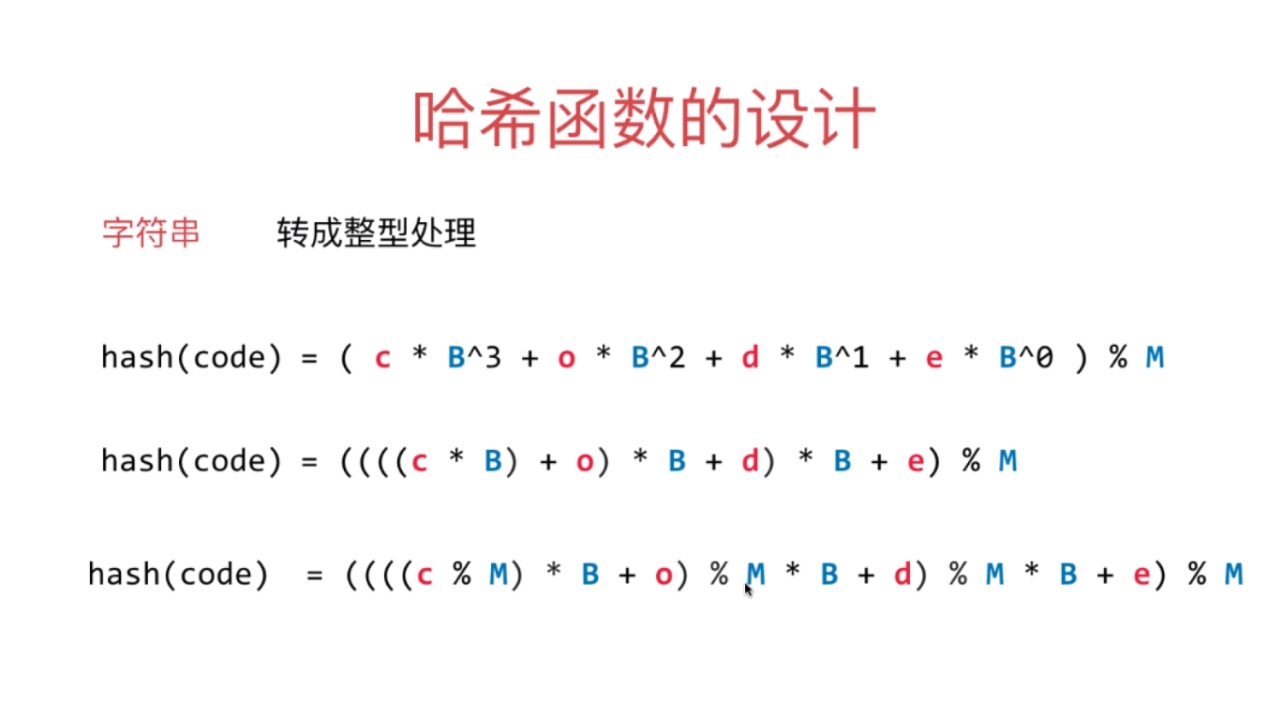 哈希函数的设计
字符串 转成整型处理
hash(code) = ( c * B^3 + o * B^2 + d * B^1 + e * B^0 ) % M
hash(code) = ((((c * B) + o) * B + d) * B + e) % M
hash(code) = ((((c % M) * B + o) % M * B + d) % M * B + e) % M